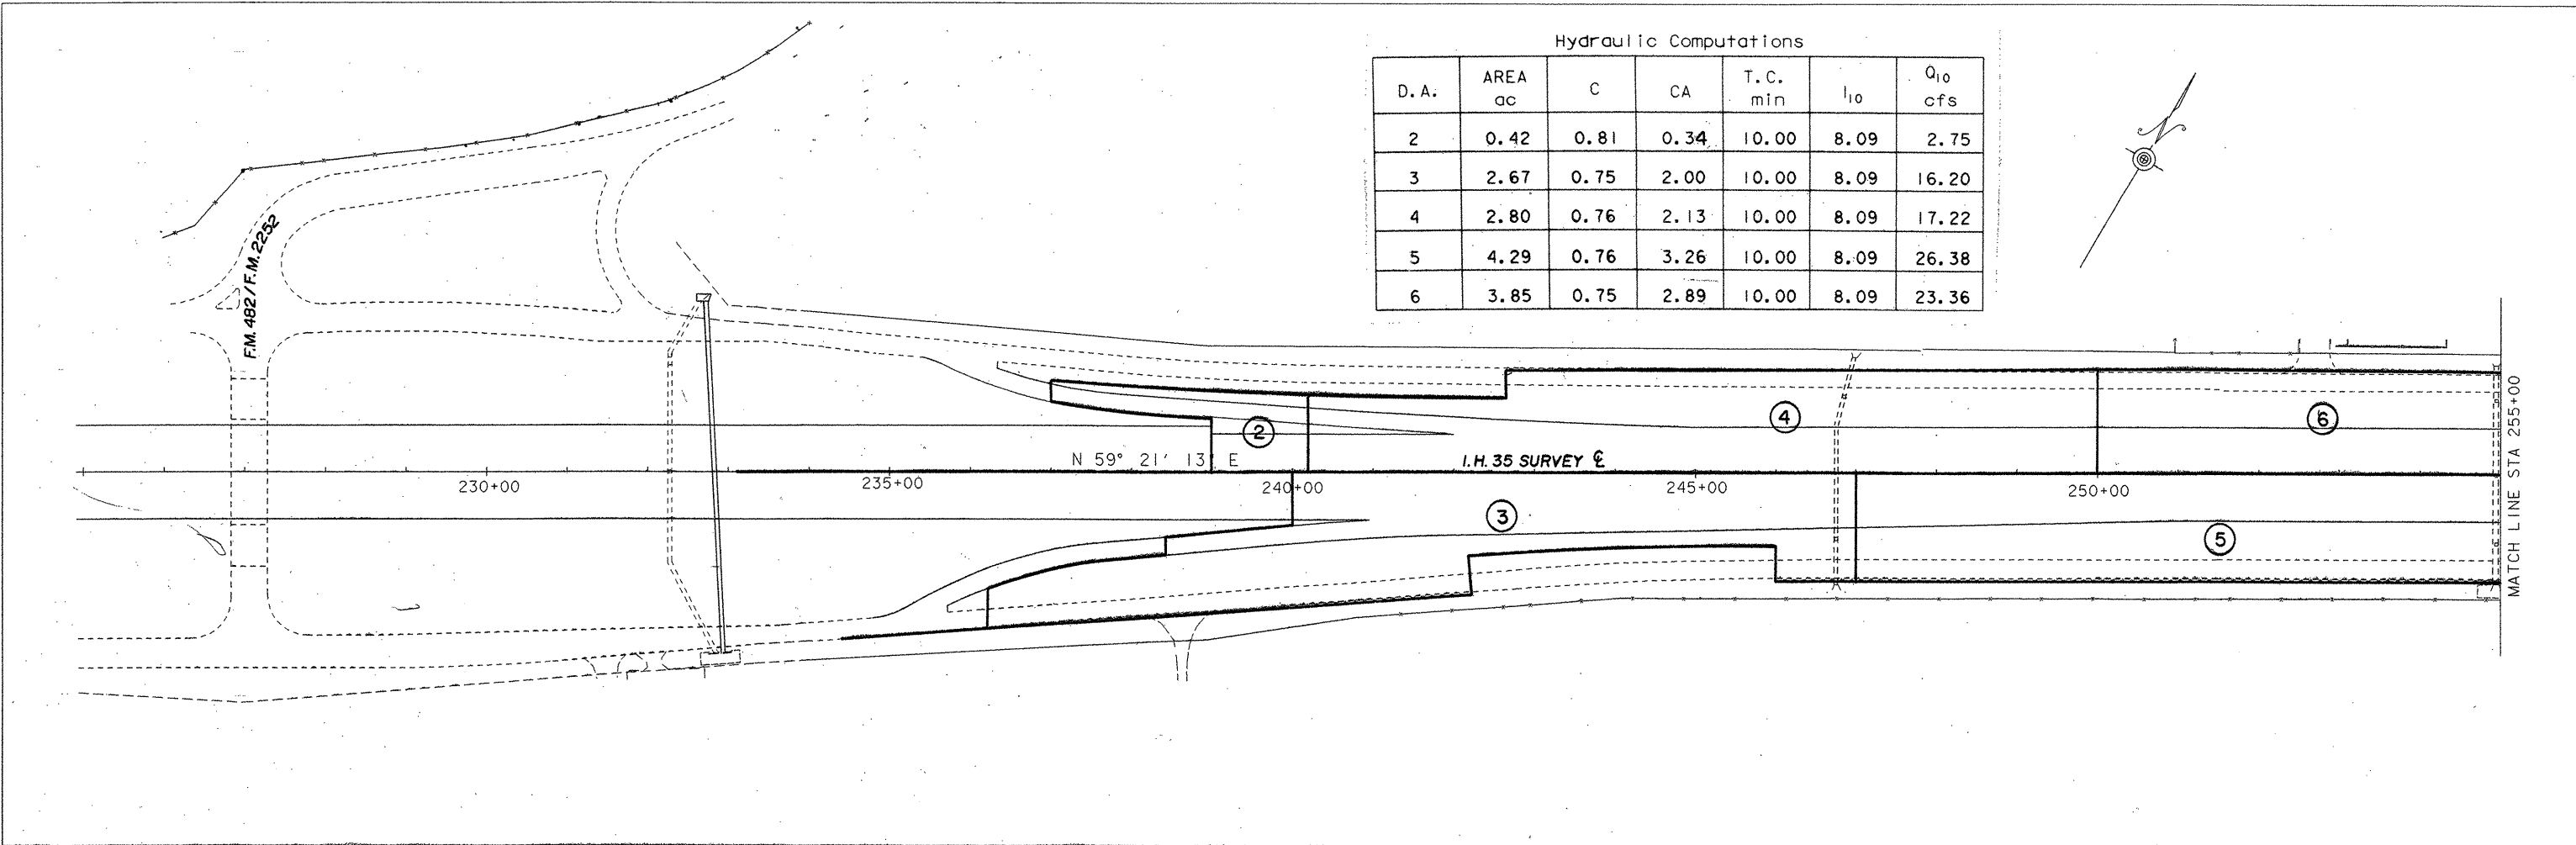 Hydraulic Computations
D.A. AREA ac C CA T.C. min I10 Q10 cfs
2 0.42 0.81 0.34 10.00 8.09 2.75
3 2.67 0.75 2.00 10.00 8.09 16.20
4 2.80 0.76 2.13 10.00 8.09 17.22
5 4.29 0.76 3.26 10.00 8.09 26.38
6 3.85 0.75 2.89 10.00 8.09 23.36
N
F.M. 482/F.M. 2252
2
4
6
N 59° 21' 13" E
I.H. 35 SURVEY ℄
230+00
235+00
240+00
245+00
250+00
3
5
MATCH LINE STA 255+00